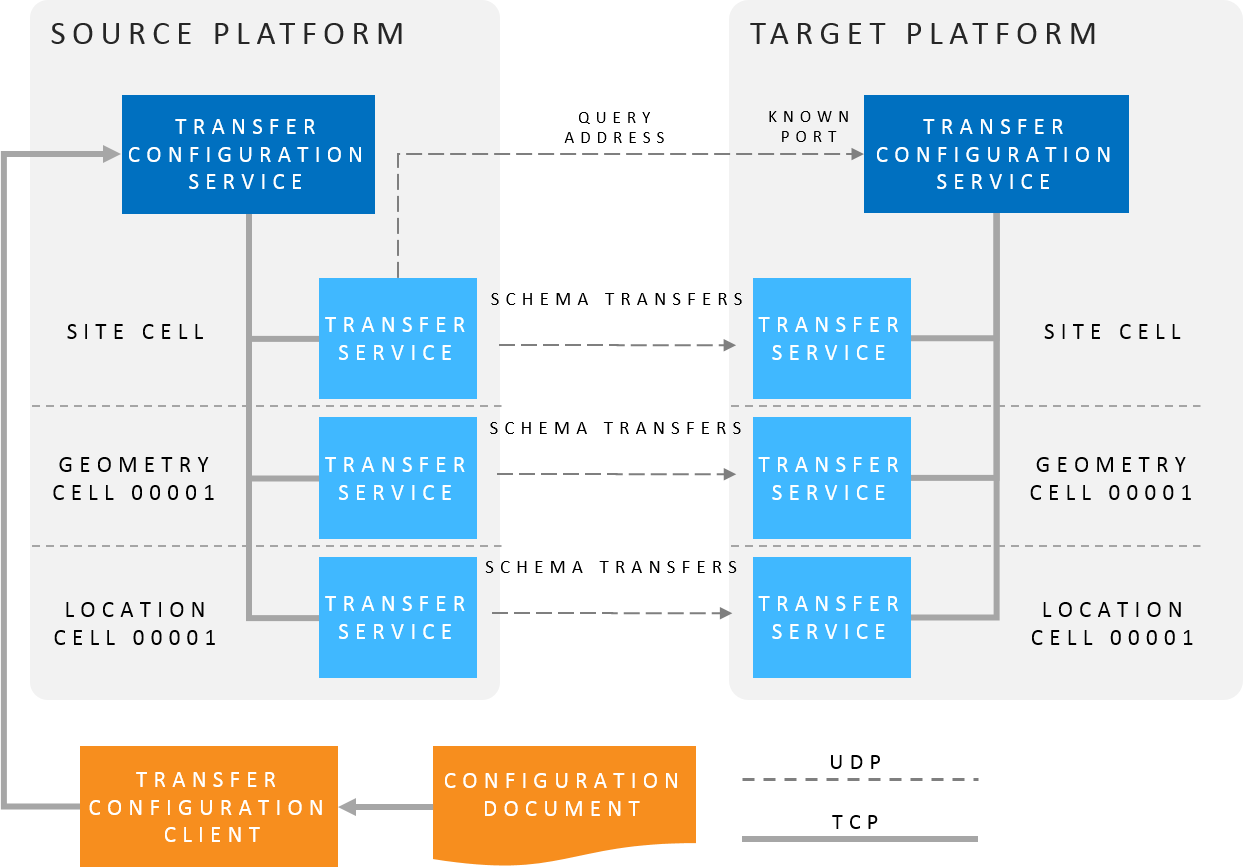 SOURCE PLATFORM
TARGET PLATFORM
TRANSFER
CONFIGURATION
SERVICE
QUERY
ADDRESS
KNOWN
PORT
TRANSFER
CONFIGURATION
SERVICE
SITE CELL
TRANSFER
SERVICE
SCHEMA TRANSFERS
TRANSFER
SERVICE
SITE CELL
GEOMETRY
CELL 00001
TRANSFER
SERVICE
SCHEMA TRANSFERS
TRANSFER
SERVICE
GEOMETRY
CELL 00001
LOCATION
CELL 00001
TRANSFER
SERVICE
SCHEMA TRANSFERS
TRANSFER
SERVICE
LOCATION
CELL 00001
TRANSFER
CONFIGURATION
CLIENT
CONFIGURATION
DOCUMENT
UDP
TCP